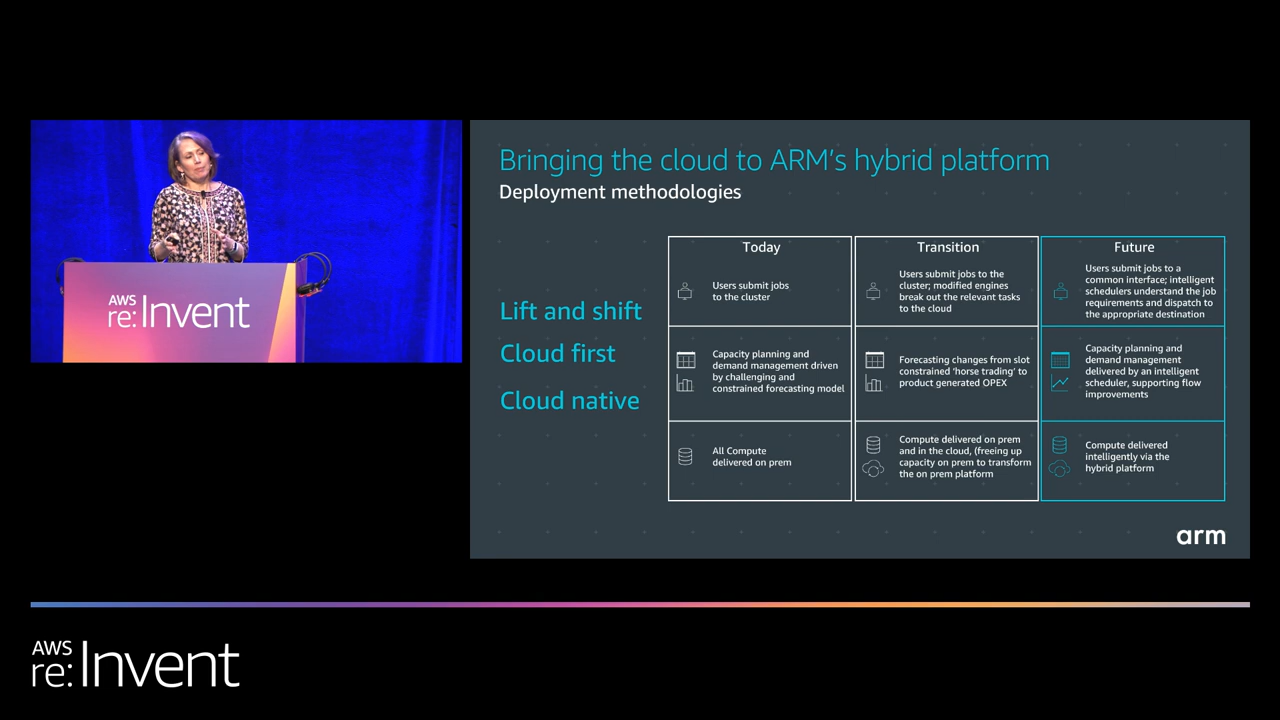 AWS
re:Invent
Bringing the cloud to ARM's hybrid platform
Deployment methodologies
Lift and shift
Cloud first
Cloud native
Today
Users submit jobs
to the cluster
Capacity planning and
demand management driven
by challenging and
constrained forecasting model
All Compute
delivered on prem
Transition
Users submit jobs to the
cluster; modified engines
break out the relevant tasks
to the cloud
Forecasting changes from slot
constrained 'horse trading' to
product generated OPEX
Compute delivered on prem
and in the cloud, (freeing up
capacity on prem to transform
the on prem platform
Future
Users submit jobs to a
common interface; intelligent
schedulers understand the job
requirements and dispatch to
the appropriate destination
Capacity planning and
demand management
delivered by an intelligent
scheduler, supporting flow
improvements
Compute delivered
intelligently via the
hybrid platform
arm
AWS
re:Invent